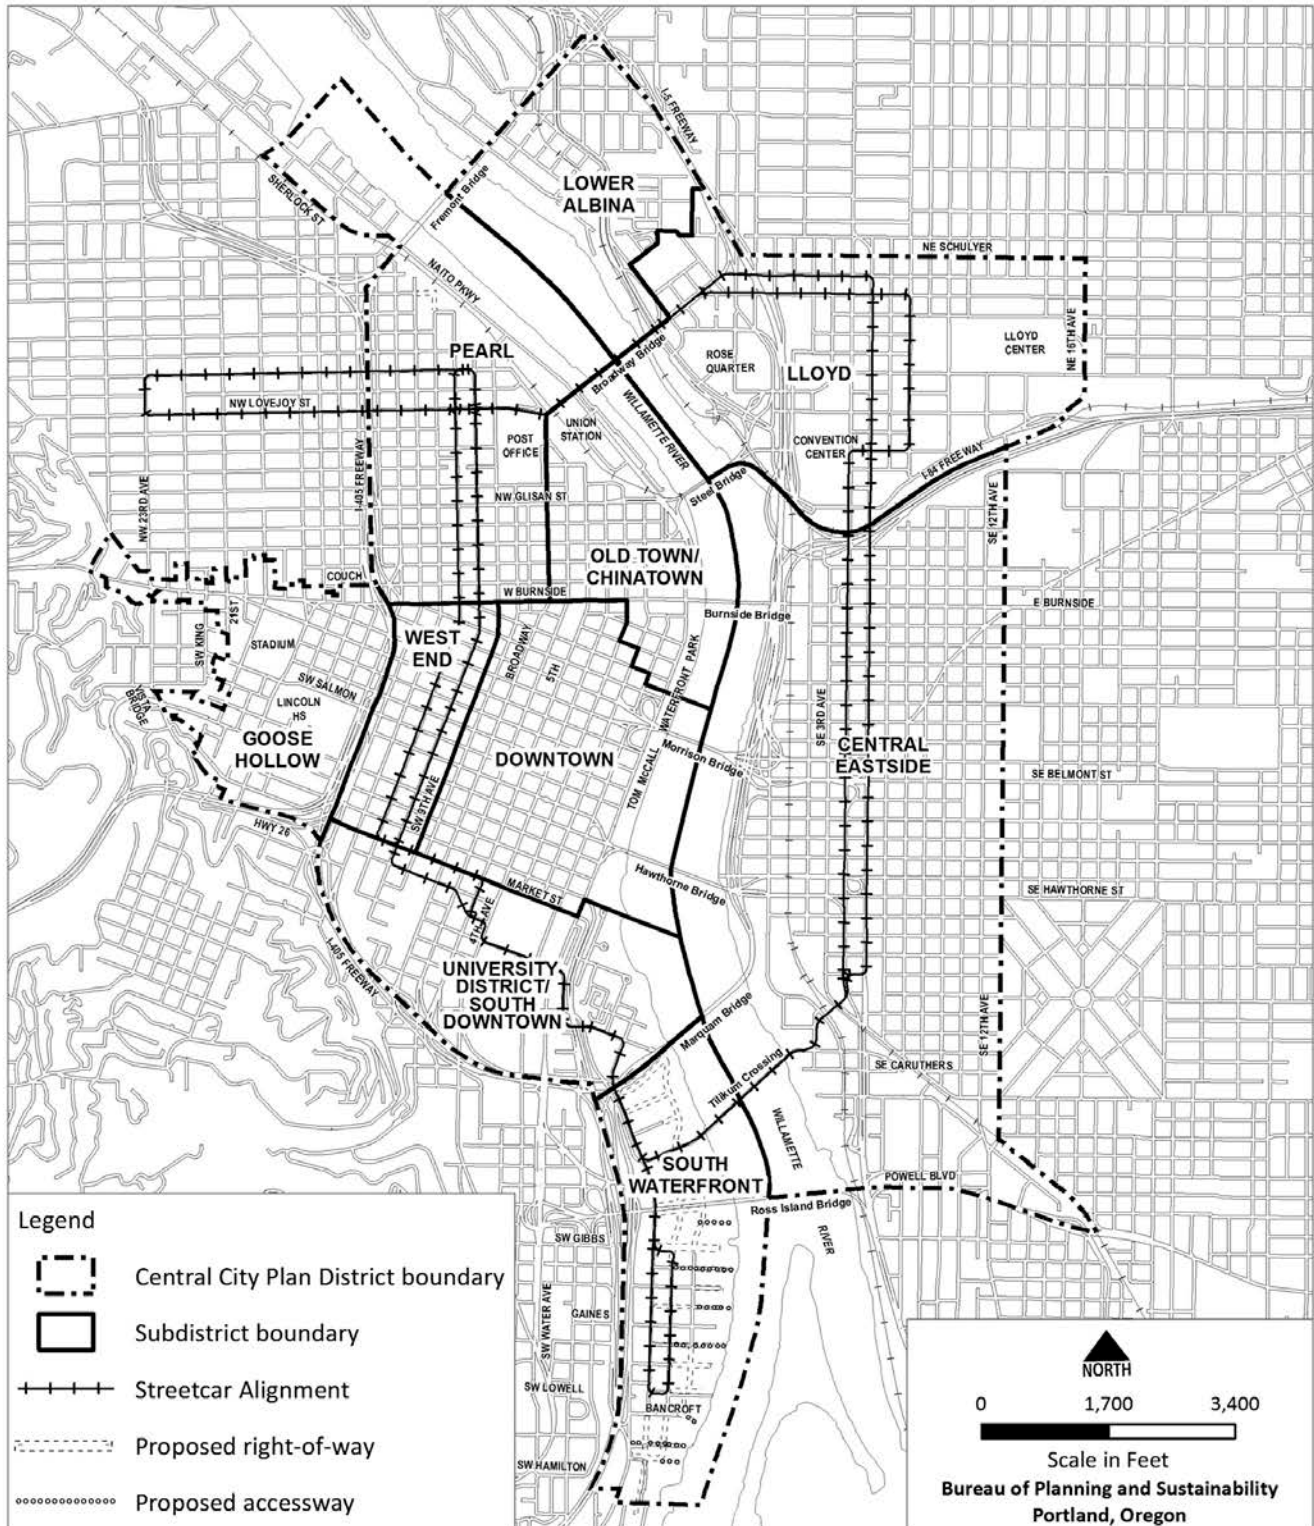 I-5 FREEWAY
SHERLOCK ST
Fremont Bridge
LOWER
ALBINA
NE SCHULYER
NAITO PKWY
NE 16TH AVE
LLOYD
CENTER
PEARL
Broadway Bridge
ROSE
QUARTER
LLOYD
NW LOVEJOY ST
WILLAMETTE RIVER
UNION
STATION
POST
OFFICE
CONVENTION
CENTER
I-84 FREEWAY
I-405 FREEWAY
NW 23RD AVE
NW GLISAN ST
Steel Bridge
SE 12TH AVE
OLD TOWN/
CHINATOWN
COUCH
W BURNSIDE
E BURNSIDE
Burnside Bridge
21ST
SW KING
STADIUM
WEST
END
BROADWAY
5TH
SW SALMON
LINCOLN
HS
VISTA
BRIDGE
GOOSE
HOLLOW
DOWNTOWN
TOM McCALL WATERFRONT PARK
Morrison Bridge
SE 3RD AVE
CENTRAL
EASTSIDE
SE BELMONT ST
SW 9TH AVE
HWY 26
Hawthorne Bridge
MARKET ST
SE HAWTHORNE ST
4TH AVE
I-405 FREEWAY
UNIVERSITY
DISTRICT/
SOUTH
DOWNTOWN
Marquam Bridge
SE 12TH AVE
SE CARUTHERS
Tilikum Crossing
WILLAMETTE
RIVER
SOUTH
WATERFRONT
POWELL BLVD
Ross Island Bridge
SW GIBBS
GAINES
SW WATER AVE
SW LOWELL
BANCROFT
SW HAMILTON
Legend
Central City Plan District boundary
Subdistrict boundary
Streetcar Alignment
Proposed right-of-way
Proposed accessway
NORTH
0 1,700 3,400
Scale in Feet
Bureau of Planning and Sustainability
Portland, Oregon